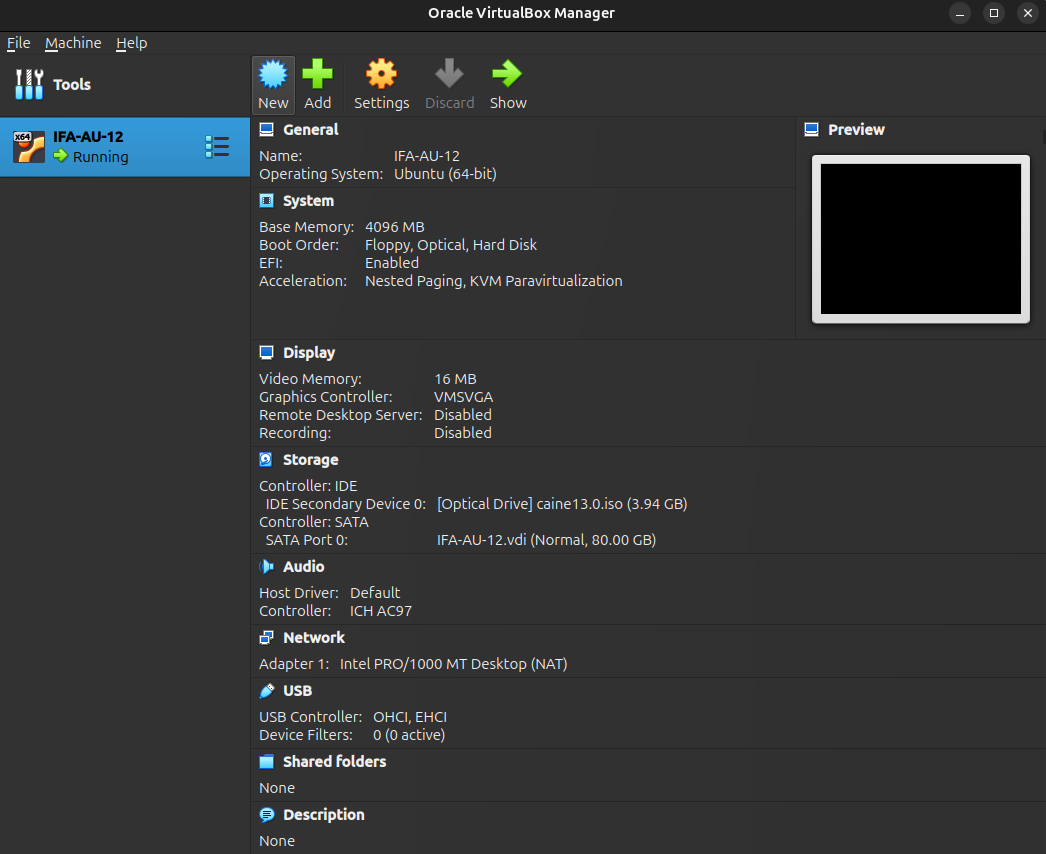 Oracle VirtualBox Manager
File Machine Help
Tools
New Add Settings Discard Show
x64 IFA-AU-12
Running
General
Name: IFA-AU-12
Operating System: Ubuntu (64-bit)
Preview
System
Base Memory: 4096 MB
Boot Order: Floppy, Optical, Hard Disk
EFI: Enabled
Acceleration: Nested Paging, KVM Paravirtualization
Display
Video Memory: 16 MB
Graphics Controller: VMSVGA
Remote Desktop Server: Disabled
Recording: Disabled
Storage
Controller: IDE
IDE Secondary Device 0: [Optical Drive] caine13.0.iso (3.94 GB)
Controller: SATA
SATA Port 0: IFA-AU-12.vdi (Normal, 80.00 GB)
Audio
Host Driver: Default
Controller: ICH AC97
Network
Adapter 1: Intel PRO/1000 MT Desktop (NAT)
USB
USB Controller: OHCI, EHCI
Device Filters: 0 (0 active)
Shared folders
None
Description
None